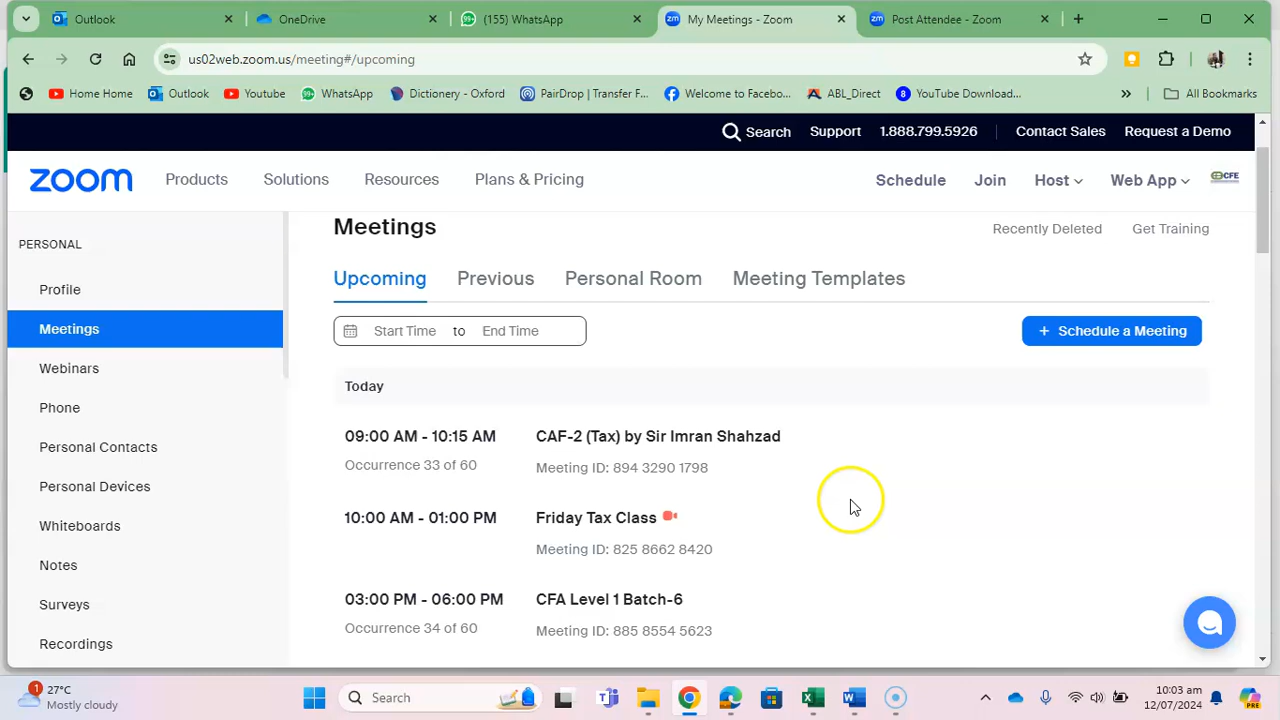 Outlook
OneDrive
(155) WhatsApp
My Meetings - Zoom
Post Attendee - Zoom
us02web.zoom.us/meeting#/upcoming
Home Home
Outlook
Youtube
WhatsApp
Dictionery - Oxford
PairDrop | Transfer F...
Welcome to Facebo...
ABL_Direct
YouTube Download...
All Bookmarks
Search
Support
1.888.799.5926
Contact Sales
Request a Demo
zoom
Products
Solutions
Resources
Plans & Pricing
Schedule
Join
Host
Web App
CFE
PERSONAL
Profile
Meetings
Webinars
Phone
Personal Contacts
Personal Devices
Whiteboards
Notes
Surveys
Recordings
Meetings
Recently Deleted
Get Training
Upcoming
Previous
Personal Room
Meeting Templates
Start Time to End Time
+ Schedule a Meeting
Today
09:00 AM - 10:15 AM
CAF-2 (Tax) by Sir Imran Shahzad
Occurrence 33 of 60
Meeting ID: 894 3290 1798
10:00 AM - 01:00 PM
Friday Tax Class
Meeting ID: 825 8662 8420
03:00 PM - 06:00 PM
CFA Level 1 Batch-6
Occurrence 34 of 60
Meeting ID: 885 8554 5623
1
27°C
Mostly cloudy
Search
10:03 am
12/07/2024